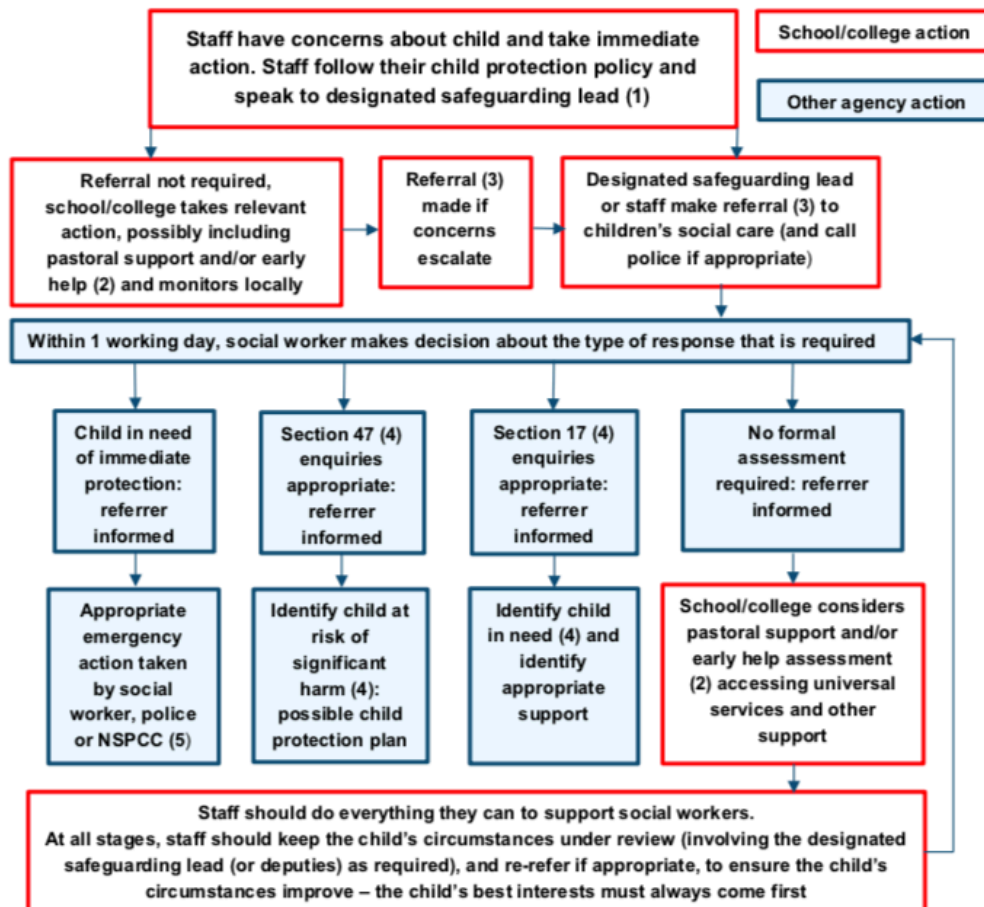 Staff have concerns about child and take immediate
action. Staff follow their child protection policy and
speak to designated safeguarding lead (1)
School/college action
Other agency action
Referral not required,
school/college takes relevant
action, possibly including
pastoral support and/or early
help (2) and monitors locally
Referral (3)
made if
concerns
escalate
Designated safeguarding lead
or staff make referral (3) to
children's social care (and call
police if appropriate)
Within 1 working day, social worker makes decision about the type of response that is required
Child in need
of immediate
protection:
referrer
informed
Section 47 (4)
enquiries
appropriate:
referrer
informed
Section 17 (4)
enquiries
appropriate:
referrer
informed
No formal
assessment
required: referrer
informed
Appropriate
emergency
action taken
by social
worker, police
or NSPCC (5)
Identify child at
risk of
significant
harm (4):
possible child
protection plan
Identify child
in need (4) and
identify
appropriate
support
School/college considers
pastoral support and/or
early help assessment
(2) accessing universal
services and other
support
Staff should do everything they can to support social workers.
At all stages, staff should keep the child's circumstances under review (involving the designated
safeguarding lead (or deputies) as required), and re-refer if appropriate, to ensure the child's
circumstances improve – the child's best interests must always come first